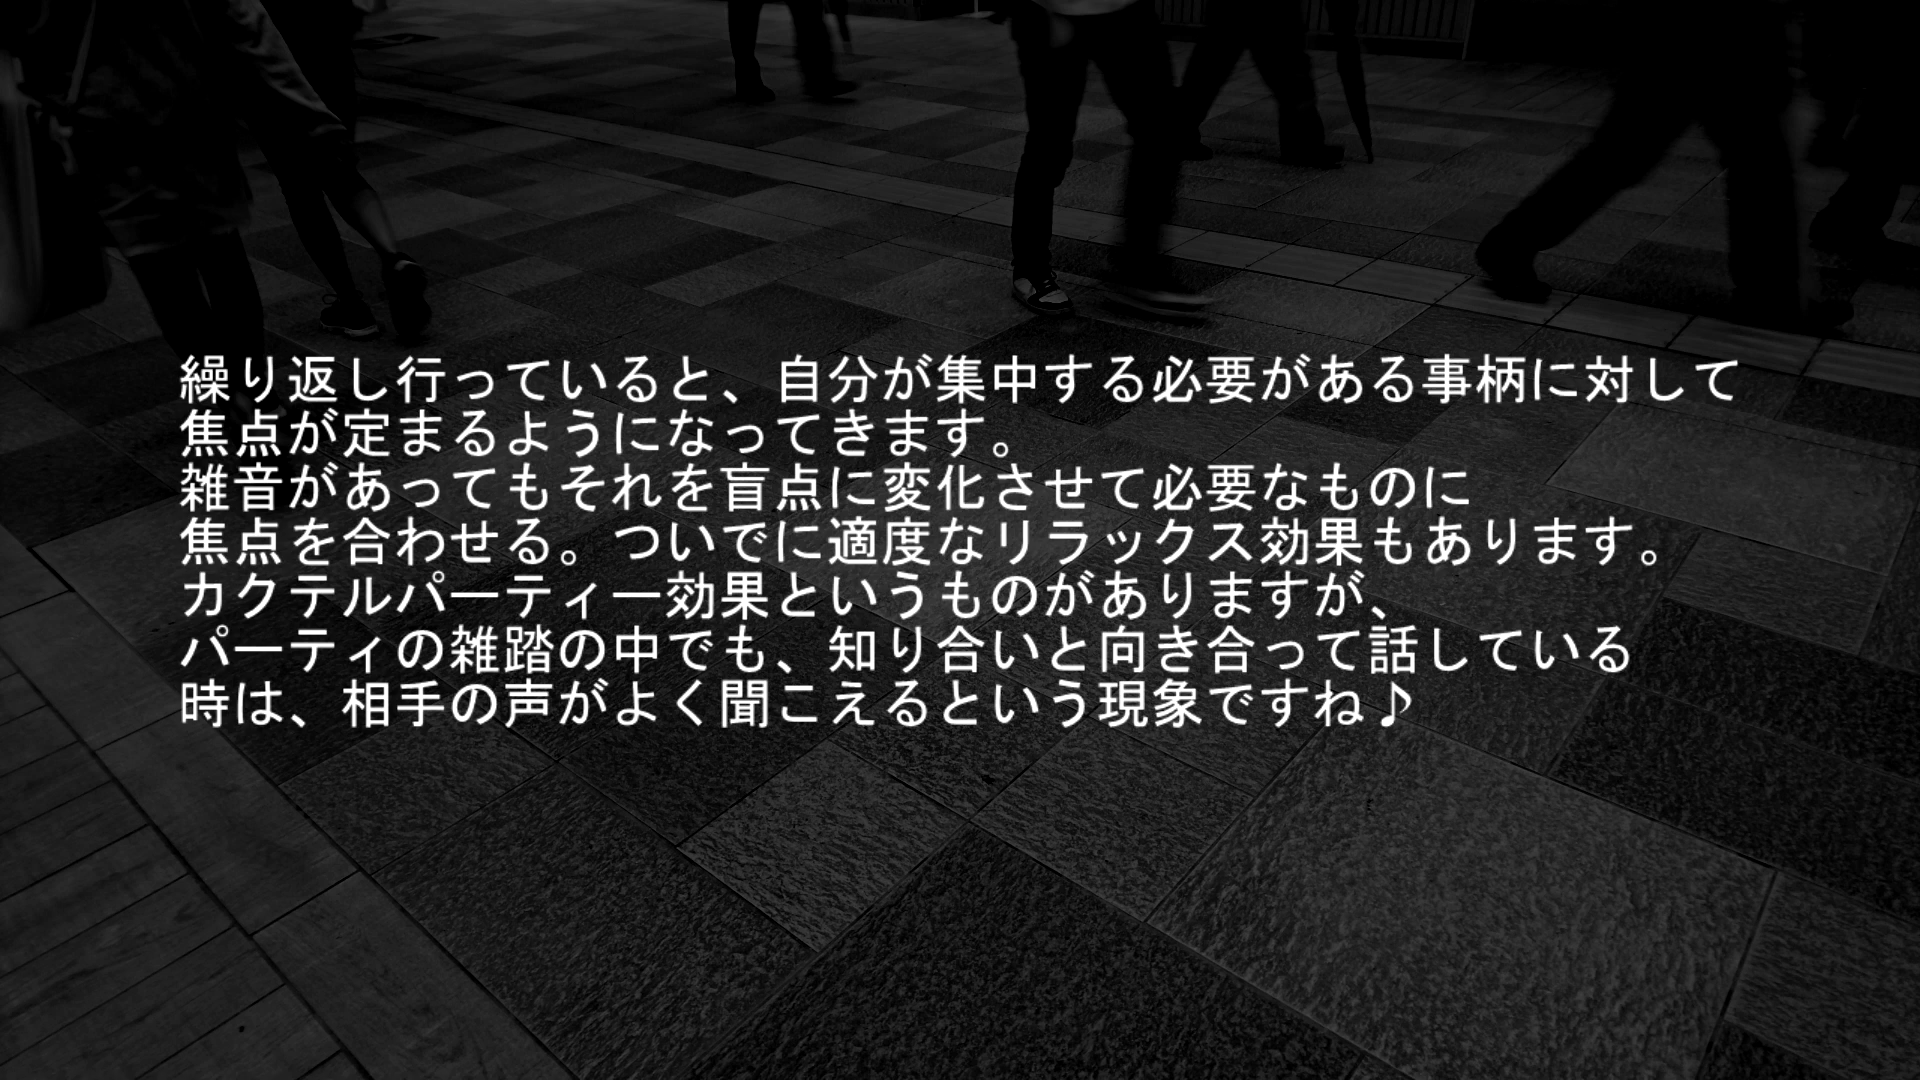 繰り返し行っていると、自分が集中する必要がある事柄に対して
焦点が定まるようになってきます。
雑音があってもそれを盲点に変化させて必要なものに
焦点を合わせる。ついでに適度なリラックス効果もあります。
カクテルパーティー効果というものがありますが、
パーティの雑踏の中でも、知り合いと向き合って話している
時は、相手の声がよく聞こえるという現象ですね♪